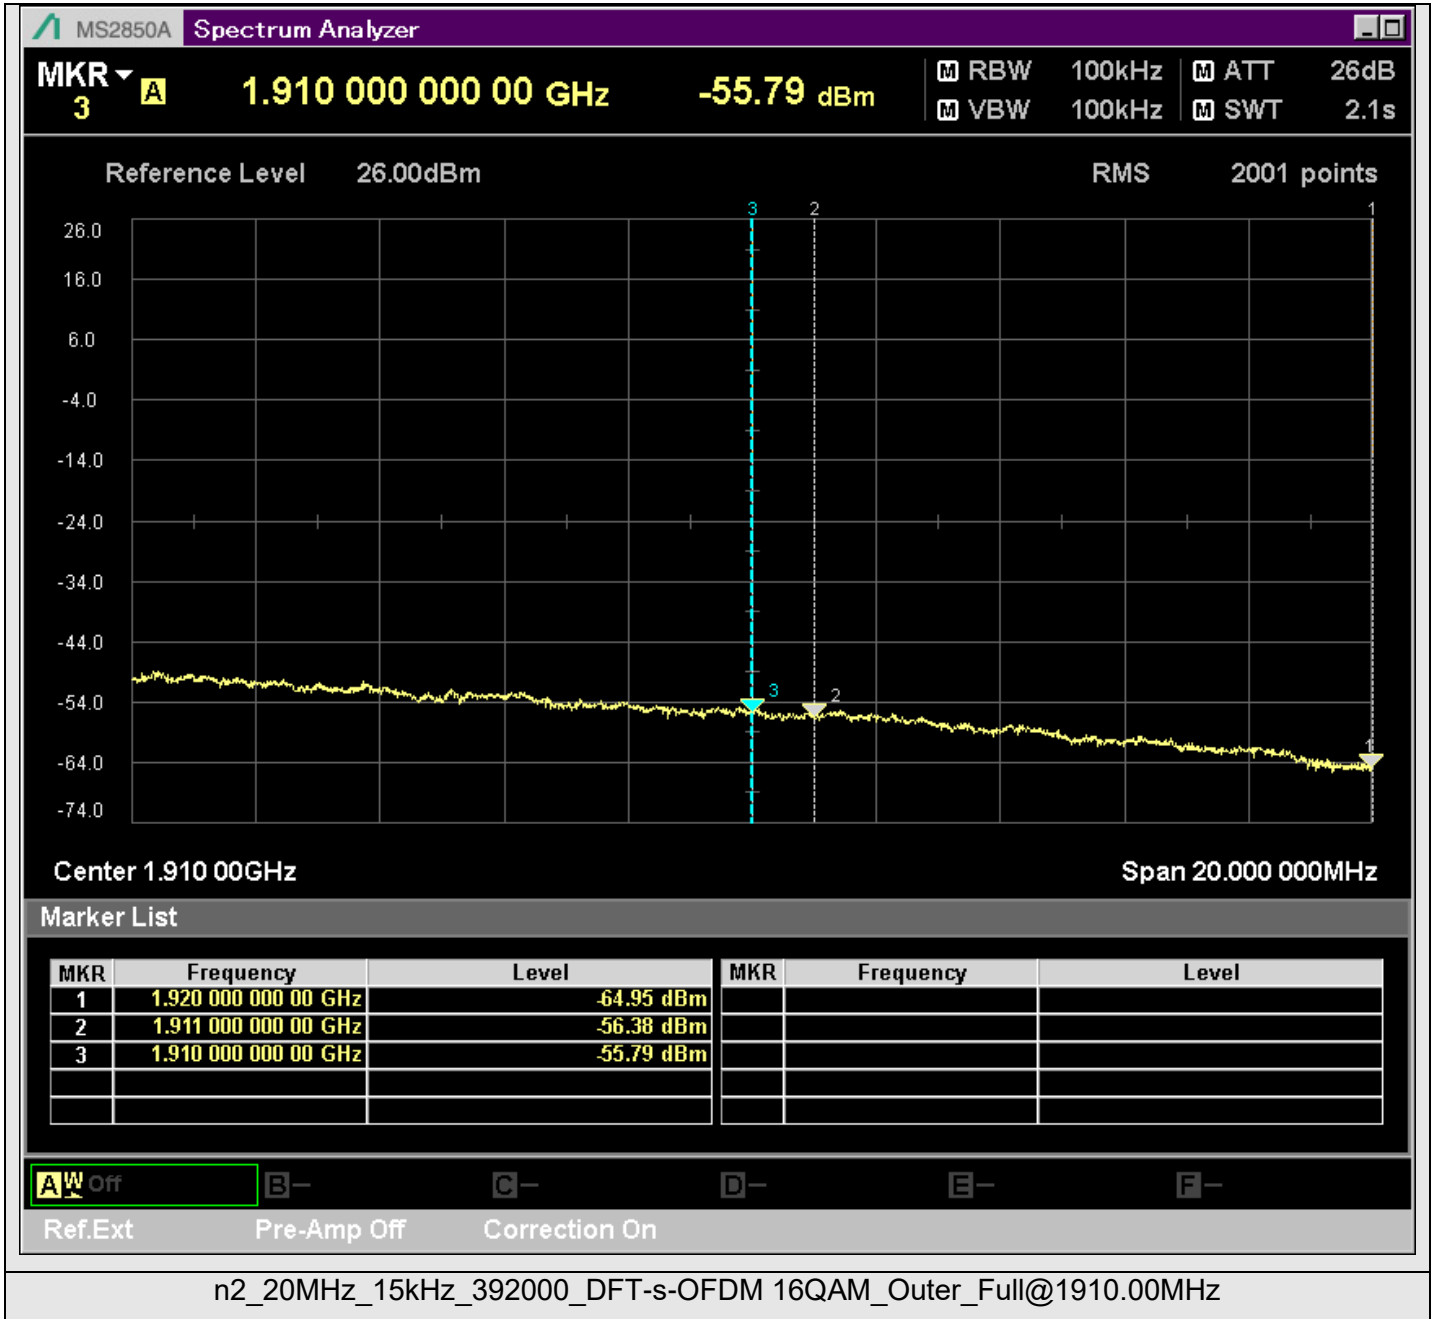 MS2850A Spectrum Analyzer
MKR A 1.910 000 000 00 GHz -55.79 dBm M RBW 100kHz M ATT 26dB
3 M VBW 100kHz M SWT 2.1s
Reference Level 26.00dBm RMS 2001 points
3 2 1
26.0
16.0
6.0
-4.0
-14.0
-24.0
-34.0
-44.0
-54.0
3 2
1
-64.0
-74.0
Center 1.910 00GHz Span 20.000 000MHz
Marker List
MKR Frequency Level MKR Frequency Level
1 1.920 000 000 00 GHz -64.95 dBm
2 1.911 000 000 00 GHz -56.38 dBm
3 1.910 000 000 00 GHz -55.79 dBm
A W Off B— C— D— E— F—
Ref.Ext Pre-Amp Off Correction On
n2_20MHz_15kHz_392000_DFT-s-OFDM 16QAM_Outer_Full@1910.00MHz